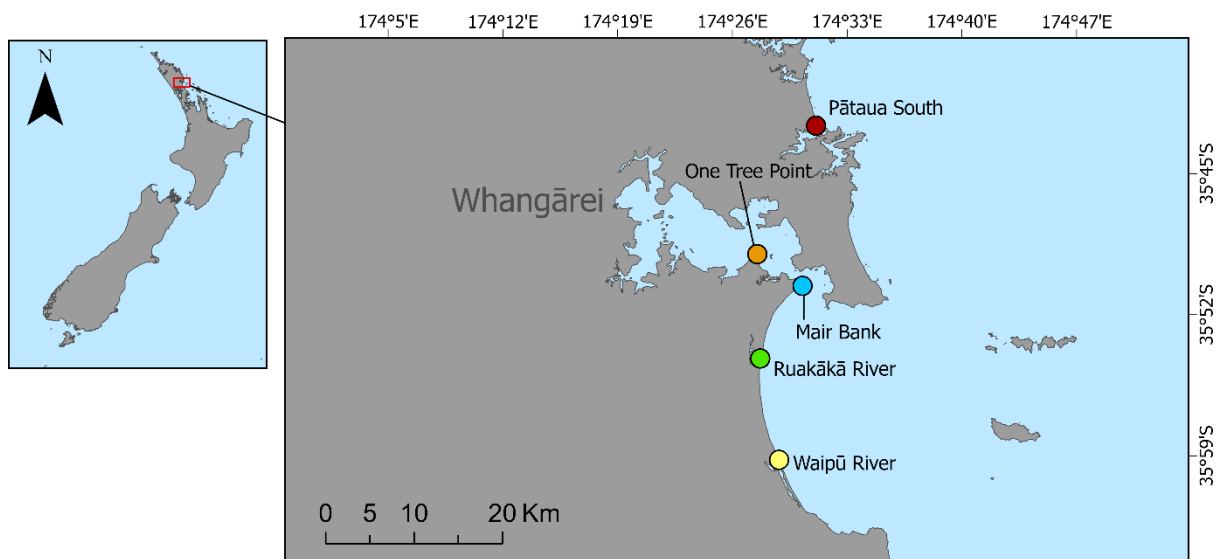 174°5'E 174°12'E 174°19'E 174°26'E 174°33'E 174°40'E 174°47'E
N
Pātaua South
One Tree Point
35°45'S
Whangārei
35°52'S
Mair Bank
Ruakākā River
35°59'S
Waipū River
0 5 10 20 Km